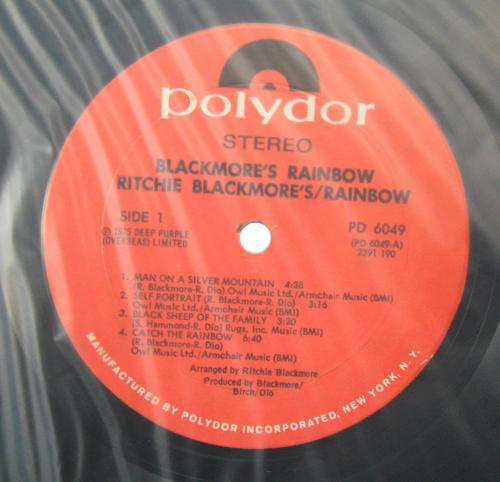 polydor
STEREO
BLACKMORE'S RAINBOW
RITCHIE BLACKMORE'S/RAINBOW
SIDE 1
PD 6049
℗ 1975 DEEP PURPLE
(OVERSEAS) LIMITED
(PD 6049-A)
2391 190
1. MAN ON A SILVER MOUNTAIN 4:38
(R. Blackmore-R. Dio) Owl Music Ltd./Armchair Music (BMI)
2. SELF PORTRAIT (R. Blackmore-R. Dio) 3:16
Owl Music Ltd./Armchair Music (BMI)
3. BLACK SHEEP OF THE FAMILY 3:20
(S. Hammond-R. Dio) Rugs, Inc. Music (BMI)
4. CATCH THE RAINBOW 6:40
(R. Blackmore-R. Dio)
Owl Music Ltd./Armchair Music (BMI)
Arranged by Ritchie Blackmore
Produced by Blackmore/
Birch/Dio
MANUFACTURED BY POLYDOR INCORPORATED, NEW YORK, N. Y.